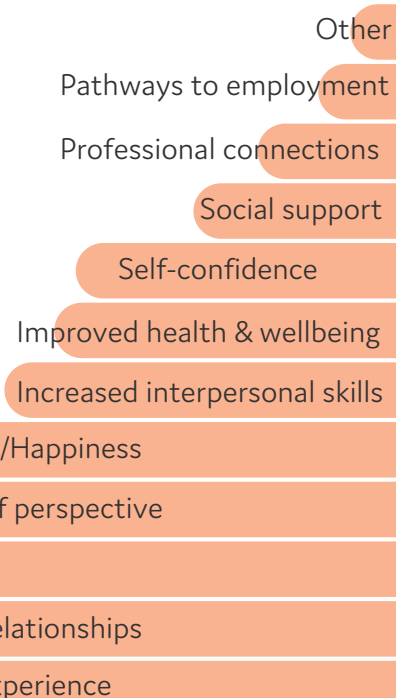 Other
Pathways to employment
Professional connections
Social support
Self-confidence
Improved health & wellbeing
Increased interpersonal skills
/Happiness
f perspective
elationships
xperience